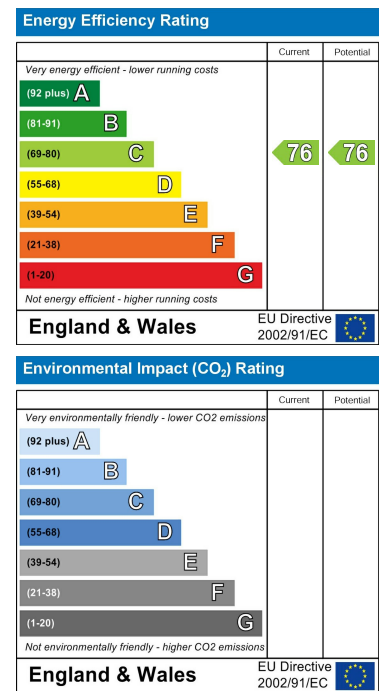 Energy Efficiency Rating
Current Potential
Very energy efficient - lower running costs
(92 plus) A
(81-91) B
(69-80) C 76 76
(55-68) D
(39-54) E
(21-38) F
(1-20) G
Not energy efficient - higher running costs
England & Wales
EU Directive
2002/91/EC
Environmental Impact (CO₂) Rating
Current Potential
Very environmentally friendly - lower CO2 emissions
(92 plus) A
(81-91) B
(69-80) C
(55-68) D
(39-54) E
(21-38) F
(1-20) G
Not environmentally friendly - higher CO2 emissions
England & Wales
EU Directive
2002/91/EC